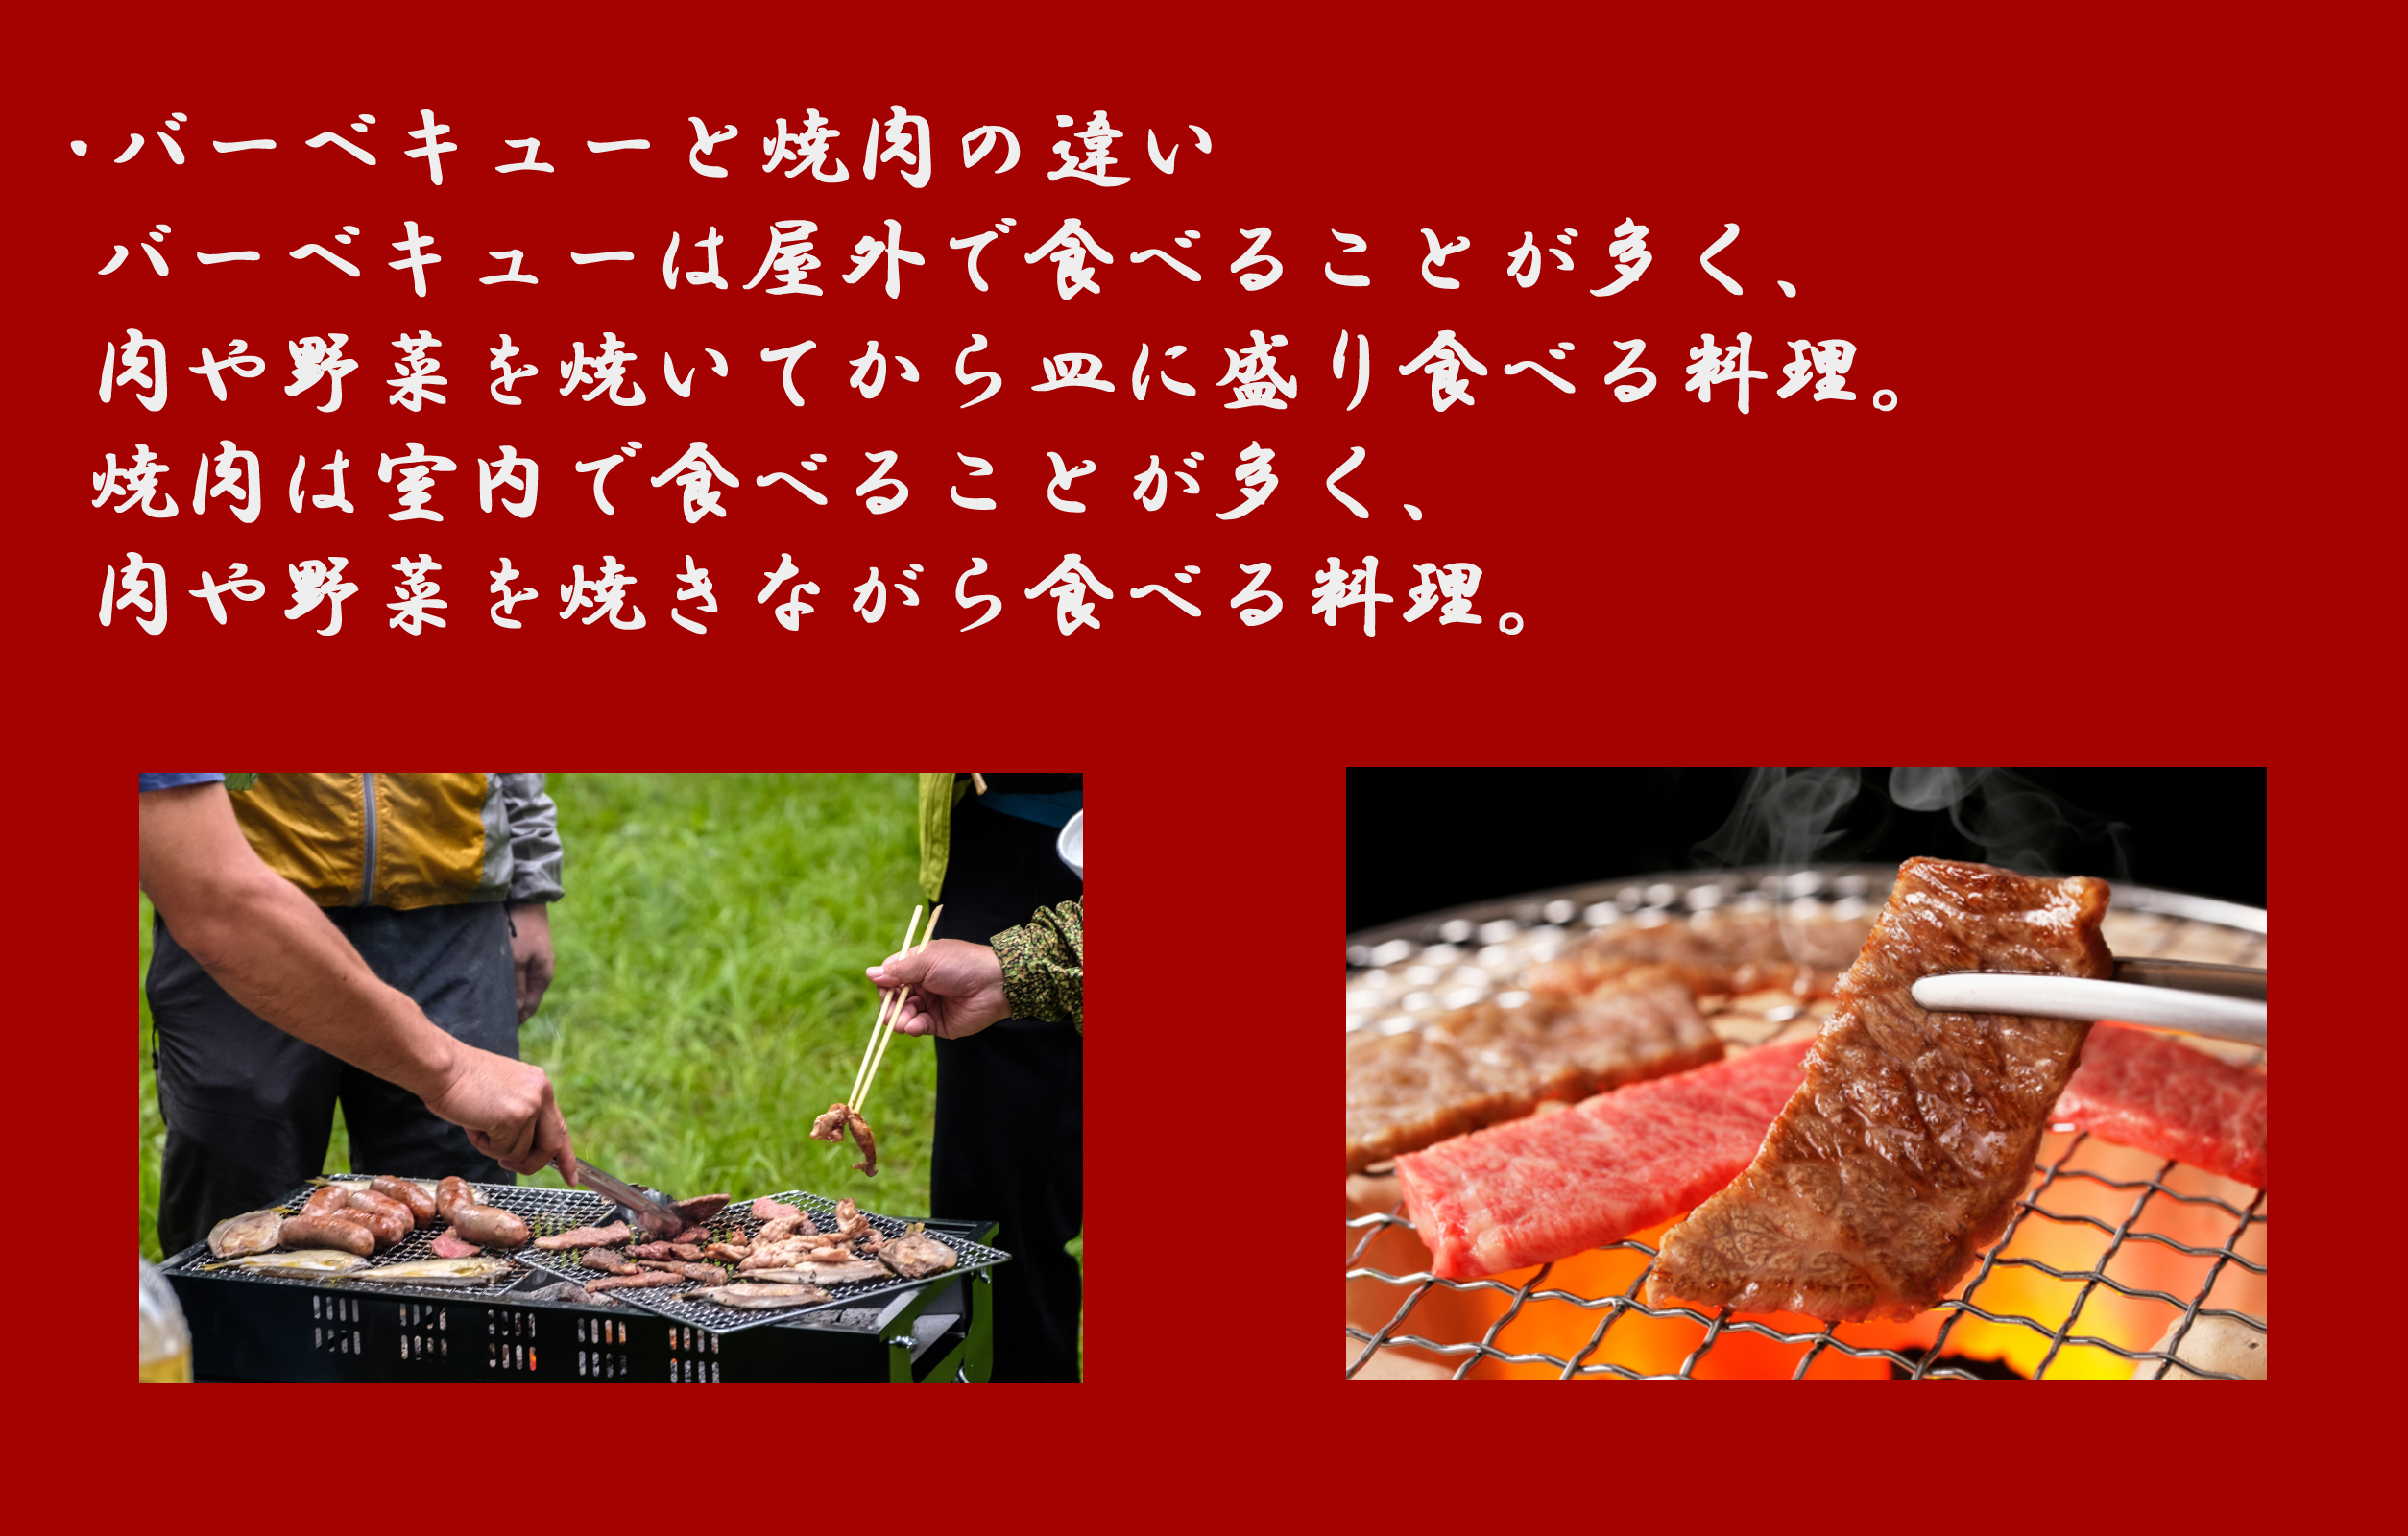 ・バーベキューと焼肉の違い
バーベキューは屋外で食べることが多く、
肉や野菜を焼いてから皿に盛り食べる料理。
焼肉は室内で食べることが多く、
肉や野菜を焼きながら食べる料理。